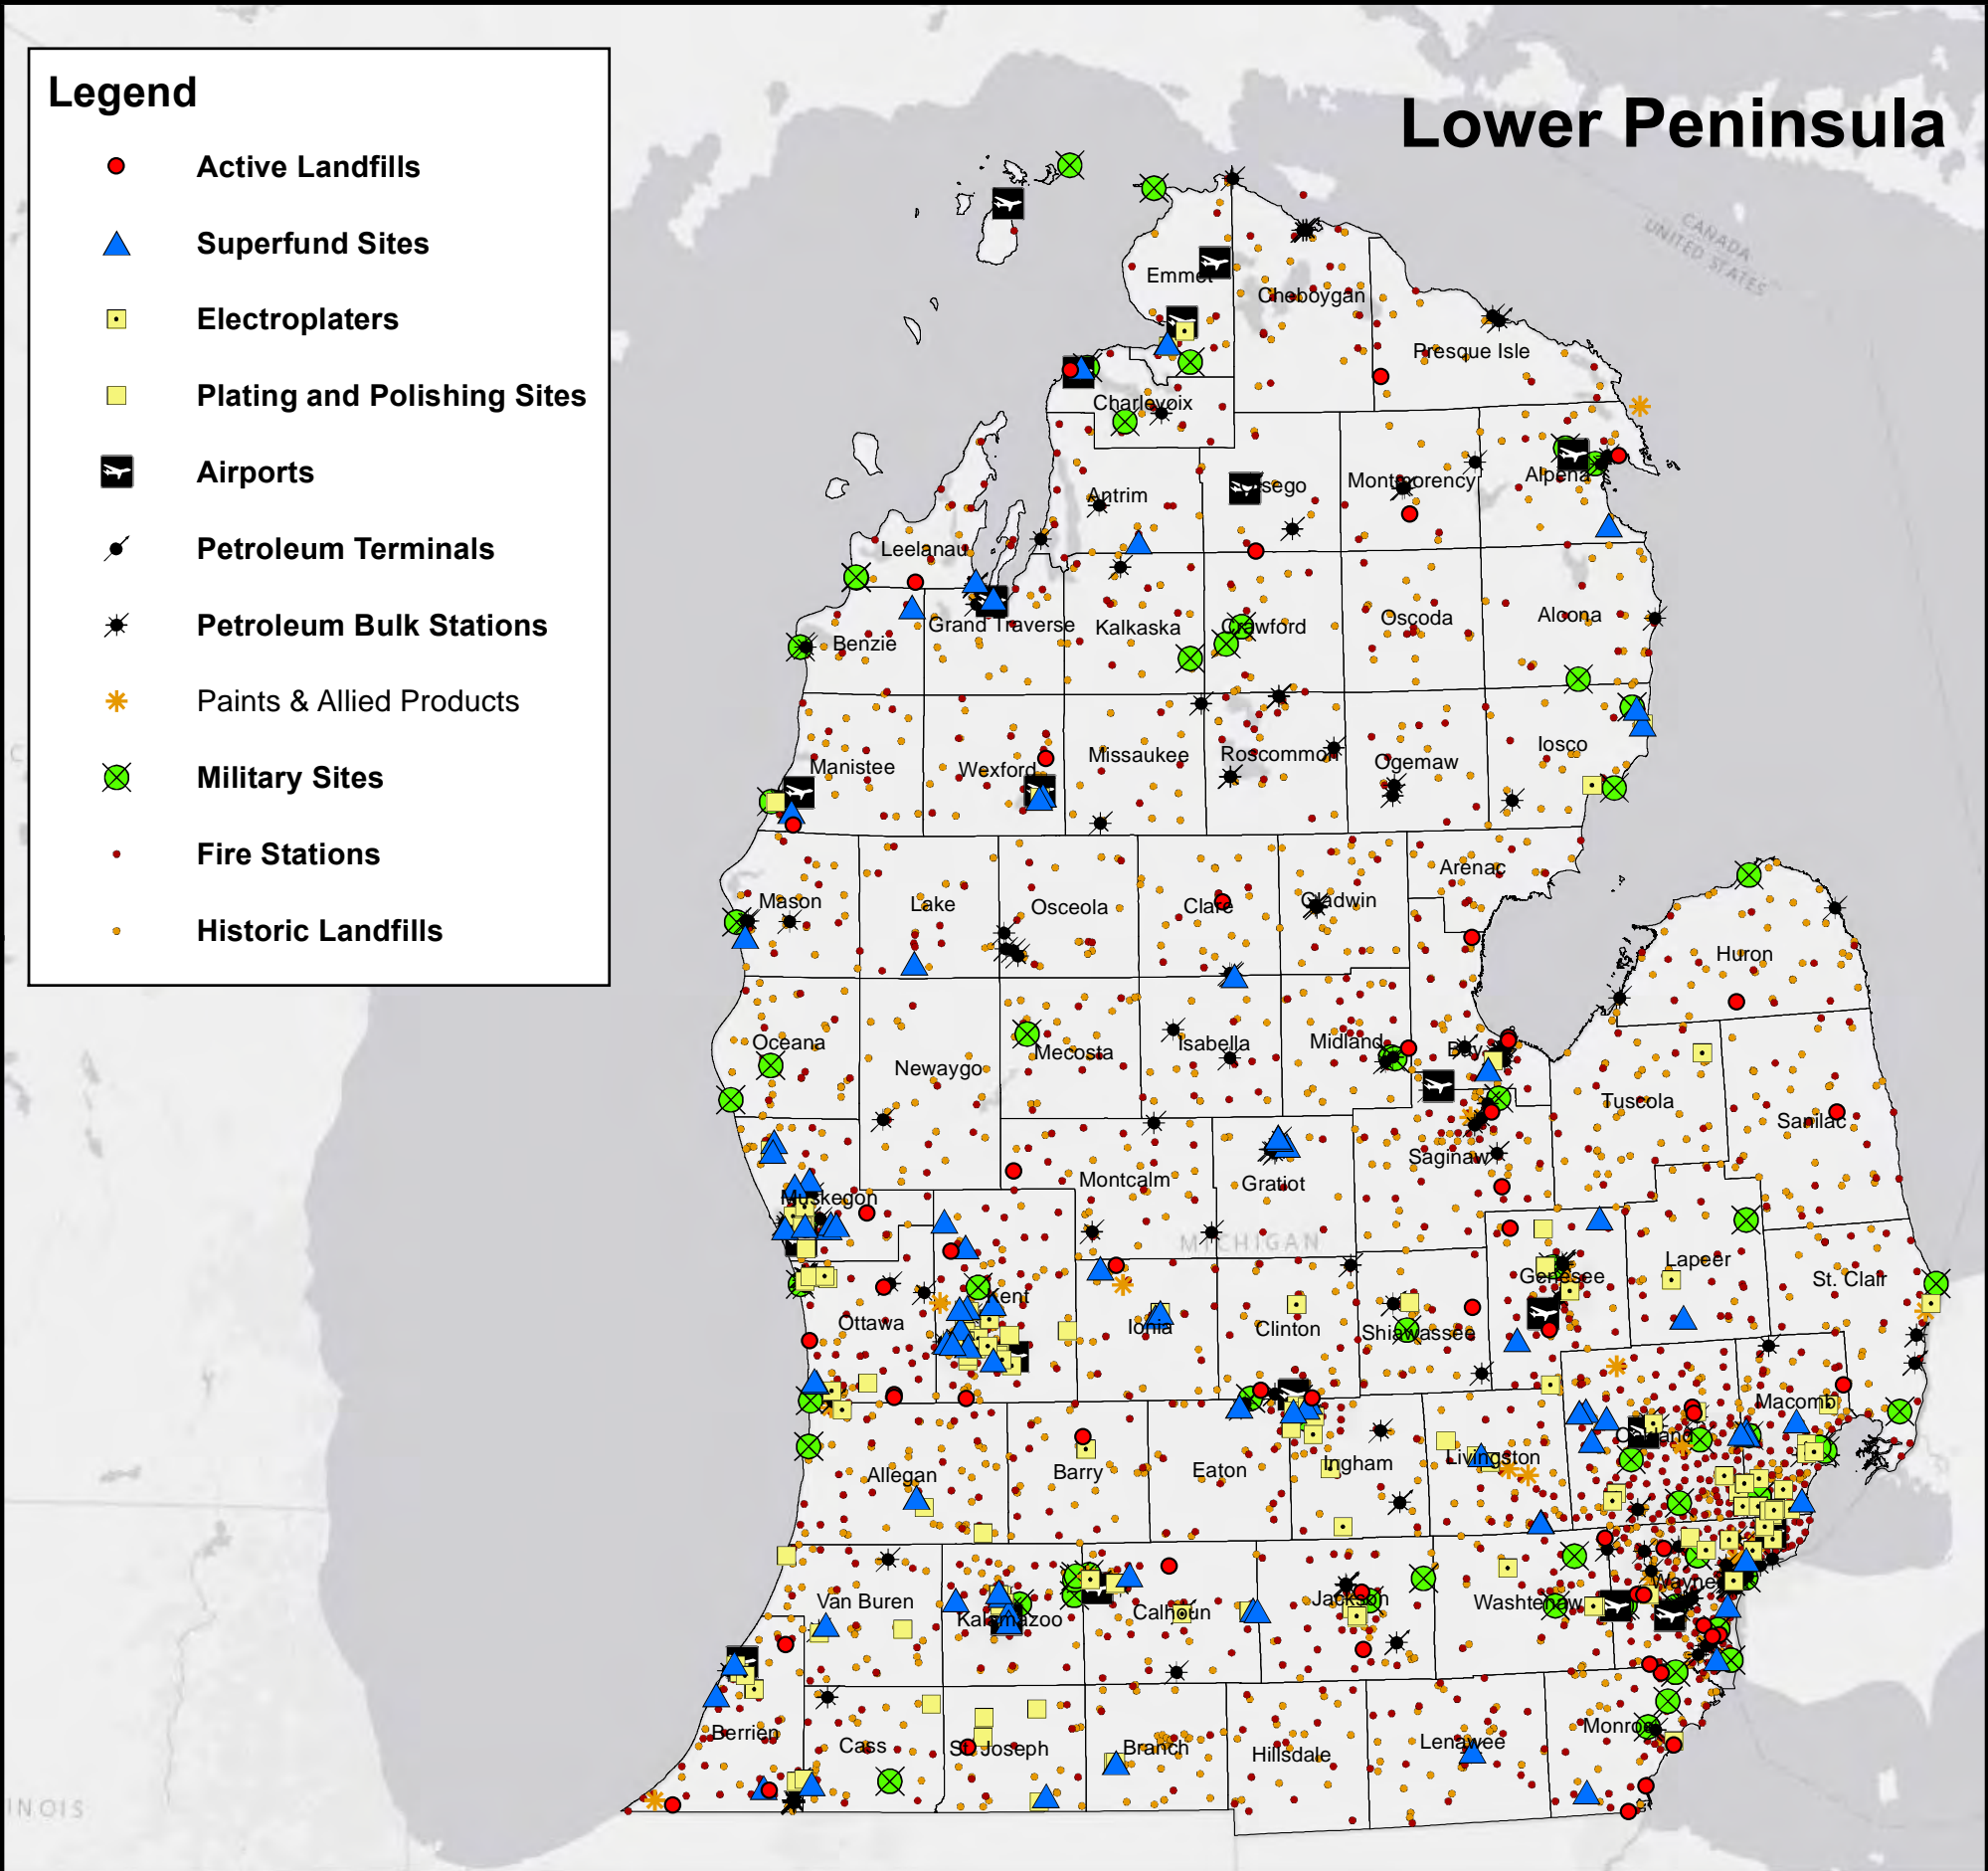 Lower Peninsula
Legend
Active Landfills
Superfund Sites
Electroplaters
Plating and Polishing Sites
Airports
Petroleum Terminals
Petroleum Bulk Stations
Paints & Allied Products
Military Sites
Fire Stations
Historic Landfills
CANADA
UNITED STATES
Emmet
Cheboygan
Presque Isle
Charlevoix
Antrim
Montmorency
Alpena
Leelanau
Grand Traverse
Kalkaska
Crawford
Oscoda
Alcona
Benzie
Manistee
Wexford
Missaukee
Roscommon
Ogemaw
Iosco
Arenac
Mason
Lake
Osceola
Clare
Gladwin
Huron
Oceana
Newaygo
Mecosta
Isabella
Midland
Bay
Tuscola
Sanilac
Saginaw
Muskegon
Montcalm
Gratiot
MICHIGAN
Genesee
Lapeer
St. Clair
Kent
Ottawa
Ionia
Clinton
Shiawassee
Macomb
Oakland
Allegan
Barry
Eaton
Ingham
Livingston
Van Buren
Kalamazoo
Calhoun
Jackson
Washtenaw
Wayne
Berrien
Cass
St. Joseph
Branch
Hillsdale
Lenawee
Monroe
INOIS